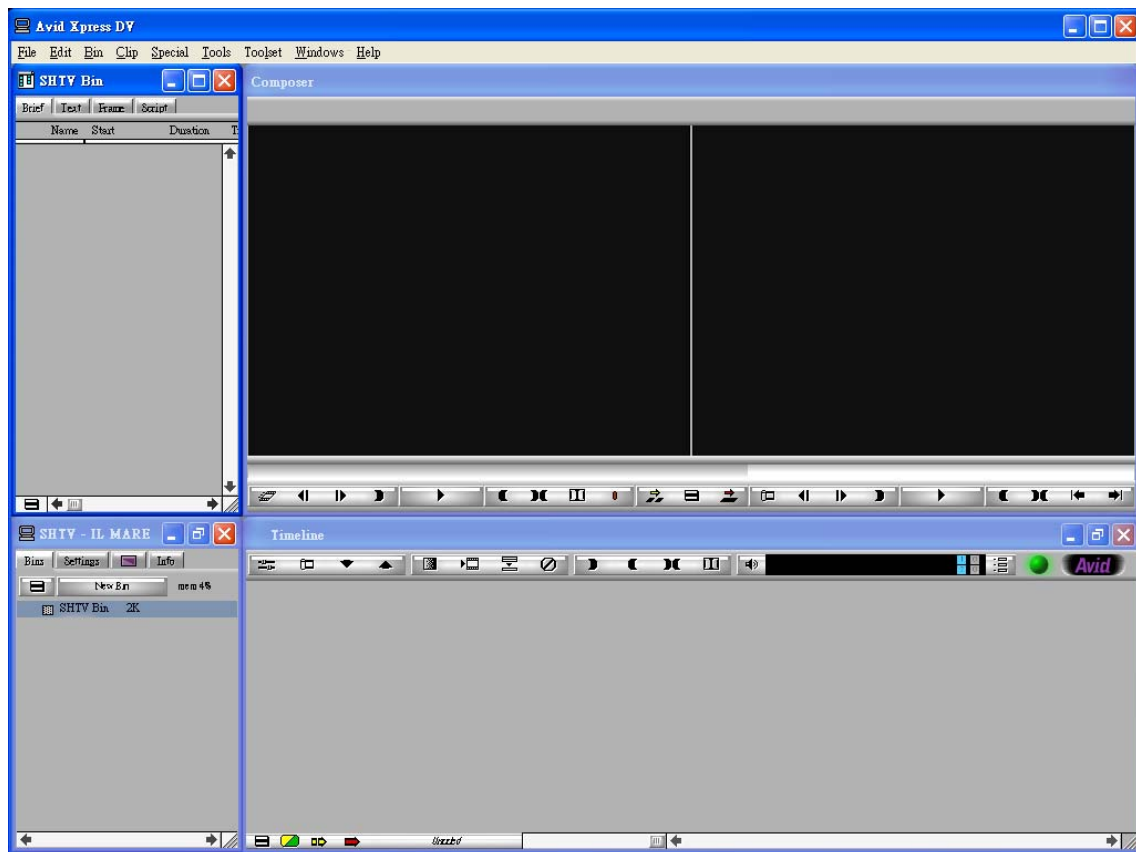 Avid Xpress DV
File Edit Bin Clip Special Tools Toolset Windows Help
SHTV Bin
Composer
Brief Text Frame Script
Name Start Duration T
SHTV - IL MARE
Timeline
Bins Settings Info
New Bin mem 4%
Avid
SHTV Bin 2K